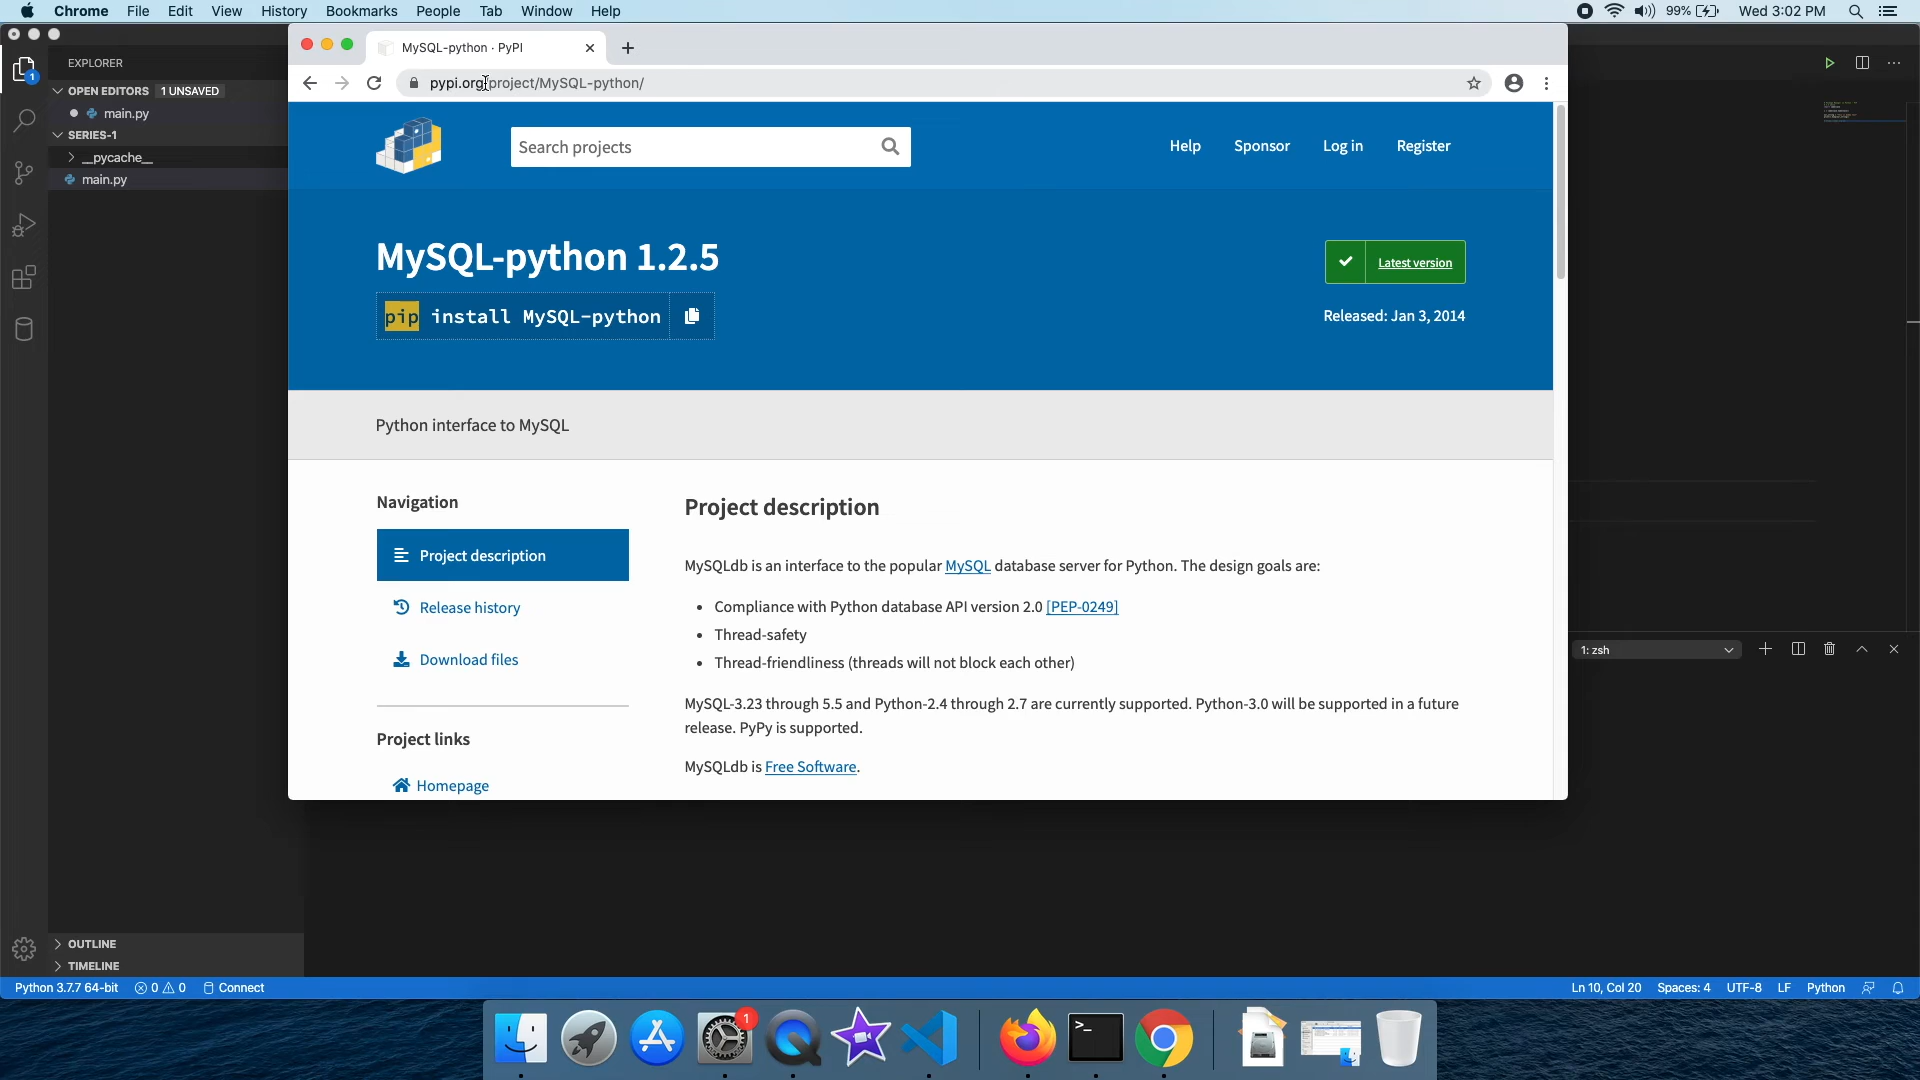 Chrome File Edit View History Bookmarks People Tab Window Help 99% Wed 3:02 PM
MySQL-python · PyPI
pypi.org/project/MySQL-python/
EXPLORER
OPEN EDITORS 1 UNSAVED
main.py
SERIES-1
__pycache__
main.py
1
Search projects
Help Sponsor Log in Register
MySQL-python 1.2.5
Latest version
pip install MySQL-python
Released: Jan 3, 2014
Python interface to MySQL
Navigation
Project description
Release history
Download files
Project links
Homepage
Project description
MySQLdb is an interface to the popular MySQL database server for Python. The design goals are:
• Compliance with Python database API version 2.0 [PEP-0249]
• Thread-safety
• Thread-friendliness (threads will not block each other)
MySQL-3.23 through 5.5 and Python-2.4 through 2.7 are currently supported. Python-3.0 will be supported in a future
release. PyPy is supported.
MySQLdb is Free Software.
1: zsh
OUTLINE
TIMELINE
Python 3.7.7 64-bit 0 0 Connect Ln 10, Col 20 Spaces: 4 UTF-8 LF Python
1